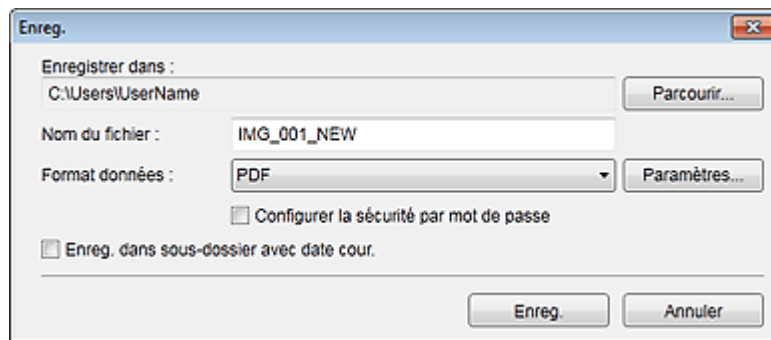 Enreg.
Enregistrer dans :
C:\Users\UserName
Parcourir...
Nom du fichier :
IMG_001_NEW
Format données :
PDF
Paramètres...
Configurer la sécurité par mot de passe
Enreg. dans sous-dossier avec date cour.
Enreg.
Annuler